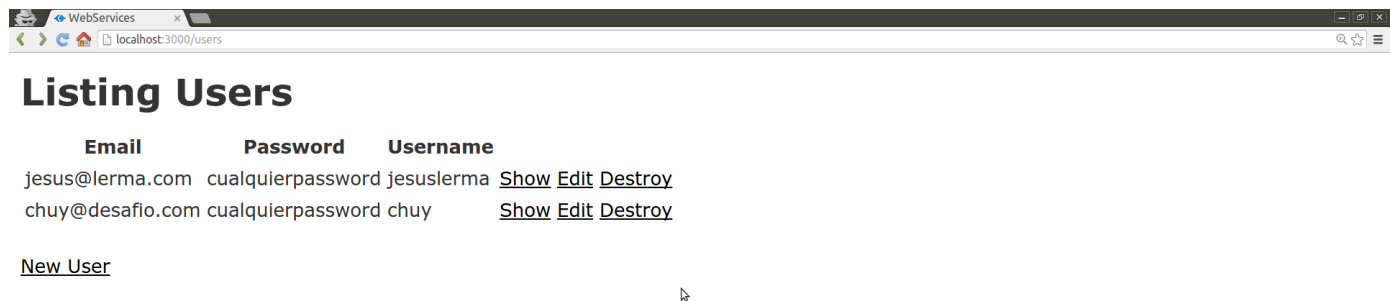 WebServices
localhost:3000/users
Listing Users
Email Password Username
jesus@lerma.com cualquierpassword jesuslerma Show Edit Destroy
chuy@desafio.com cualquierpassword chuy Show Edit Destroy
New User